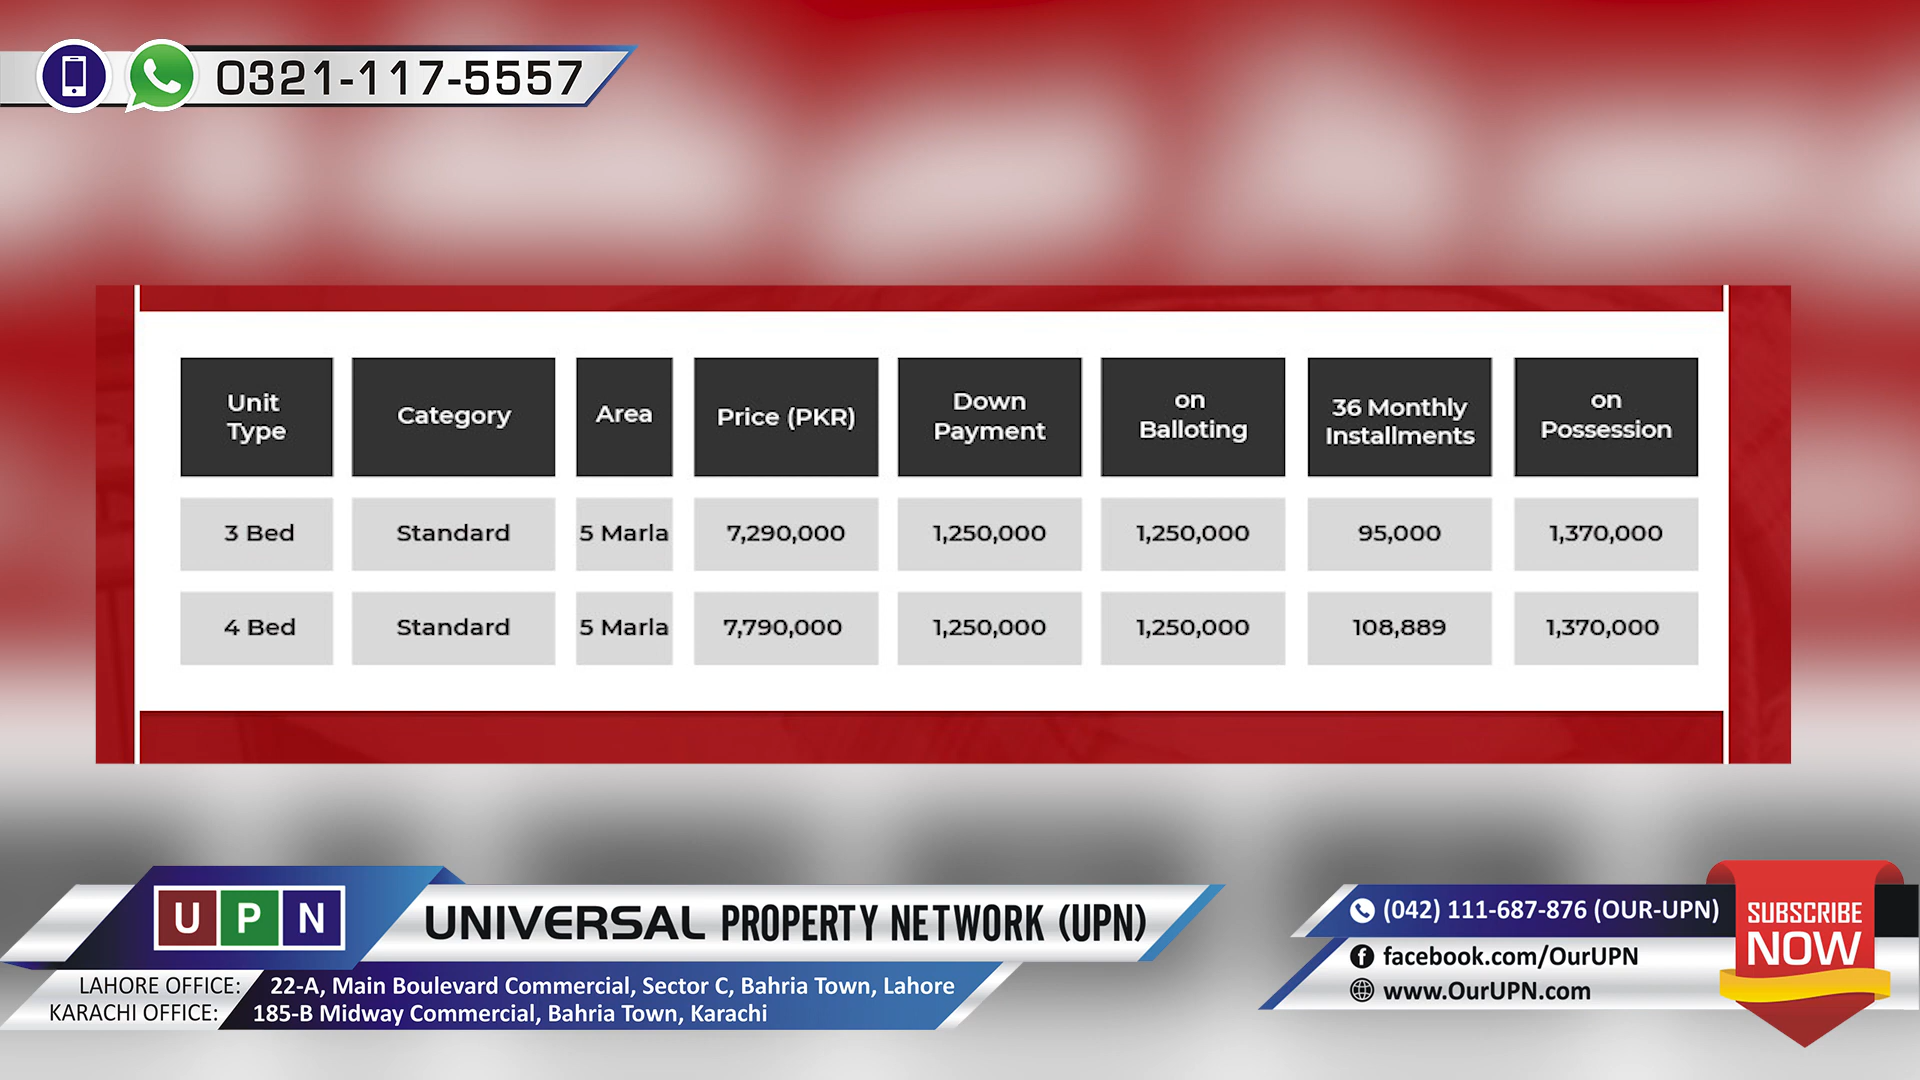 0321-117-5557
Unit Type
Category
Area
Price (PKR)
Down Payment
on Balloting
36 Monthly Installments
on Possession
3 Bed
Standard
5 Marla
7,290,000
1,250,000
1,250,000
95,000
1,370,000
4 Bed
Standard
5 Marla
7,790,000
1,250,000
1,250,000
108,889
1,370,000
UPN
UNIVERSAL PROPERTY NETWORK (UPN)
LAHORE OFFICE: 22-A, Main Boulevard Commercial, Sector C, Bahria Town, Lahore
KARACHI OFFICE: 185-B Midway Commercial, Bahria Town, Karachi
(042) 111-687-876 (OUR-UPN)
facebook.com/OurUPN
www.OurUPN.com
SUBSCRIBE
NOW